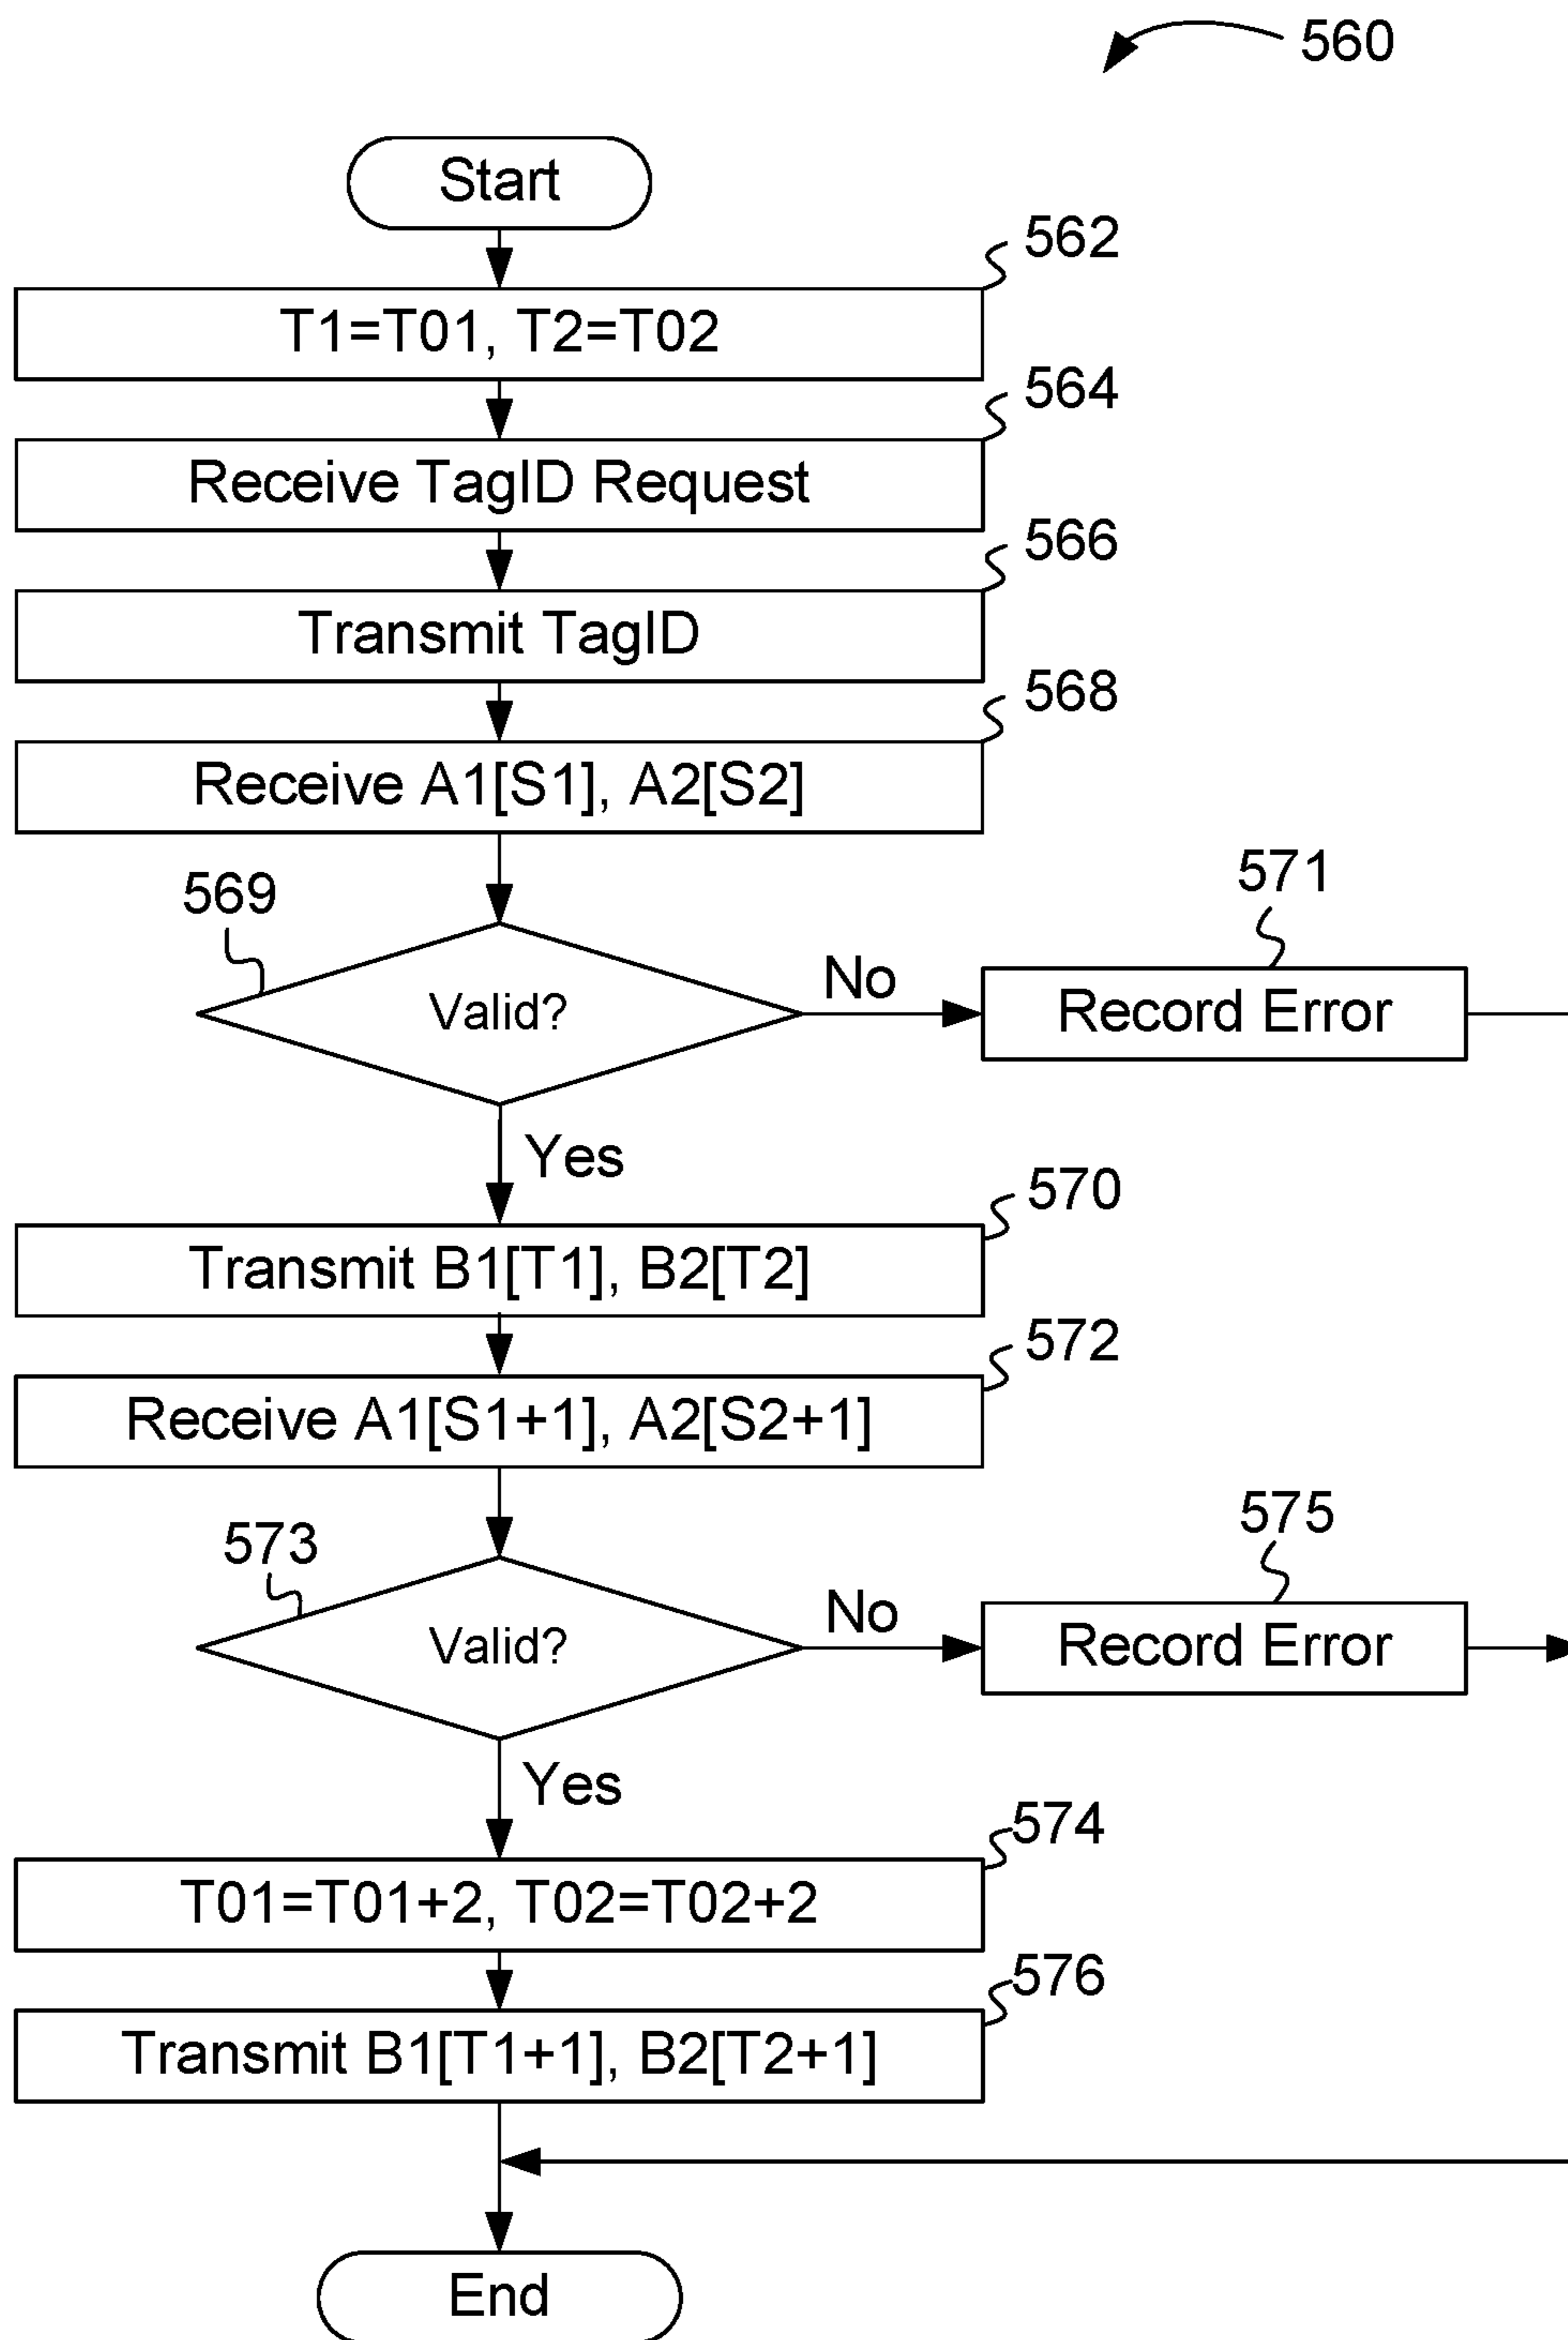 560
Start
562
T1=T01, T2=T02
564
Receive TagID Request
566
Transmit TagID
568
Receive A1[S1], A2[S2]
569
571
Valid?
No
Record Error
Yes
570
Transmit B1[T1], B2[T2]
572
Receive A1[S1+1], A2[S2+1]
573
575
Valid?
No
Record Error
Yes
574
T01=T01+2, T02=T02+2
576
Transmit B1[T1+1], B2[T2+1]
End